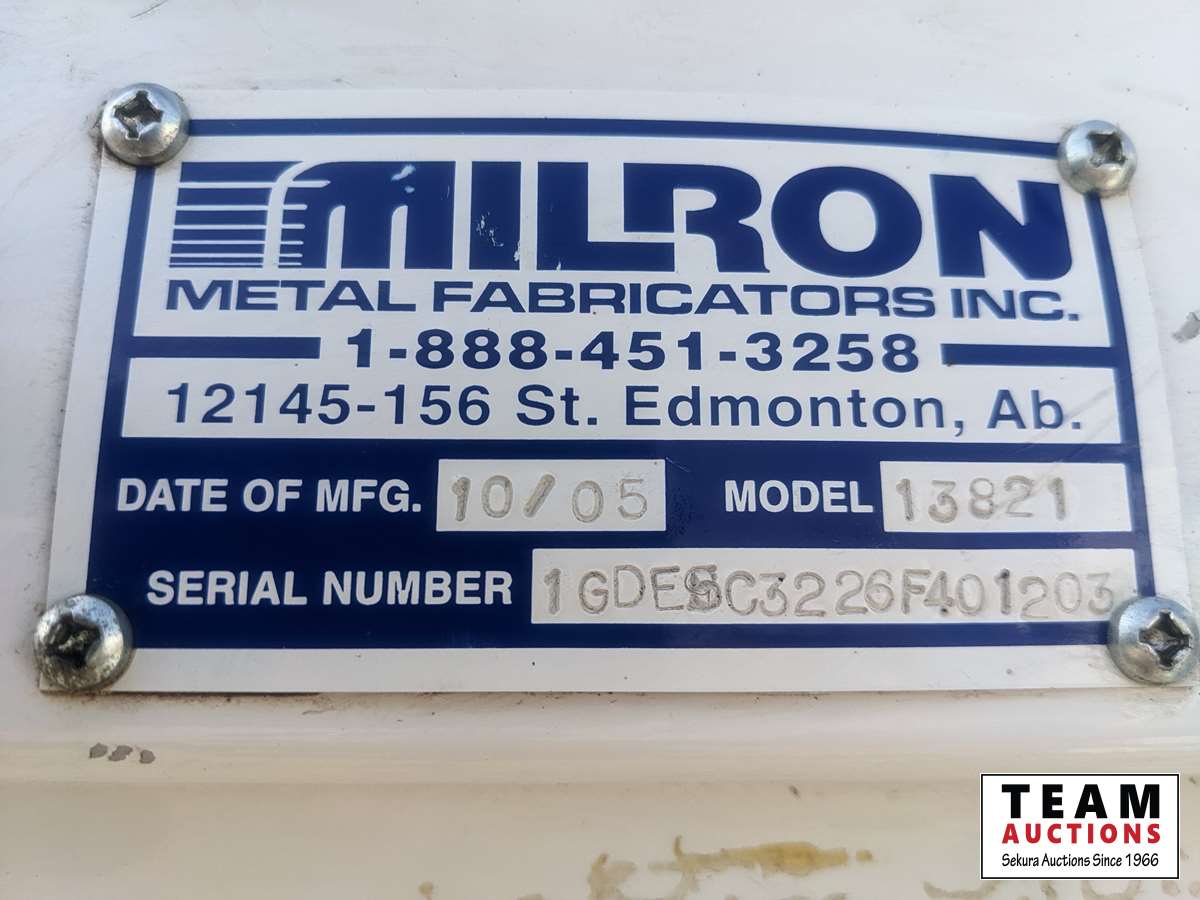 MILRON
METAL FABRICATORS INC.
1-888-451-3258
12145-156 St. Edmonton, Ab.
DATE OF MFG. 10/05 MODEL 13821
SERIAL NUMBER 1GDE5C3226F401203
TEAM
AUCTIONS
Sekura Auctions Since 1966